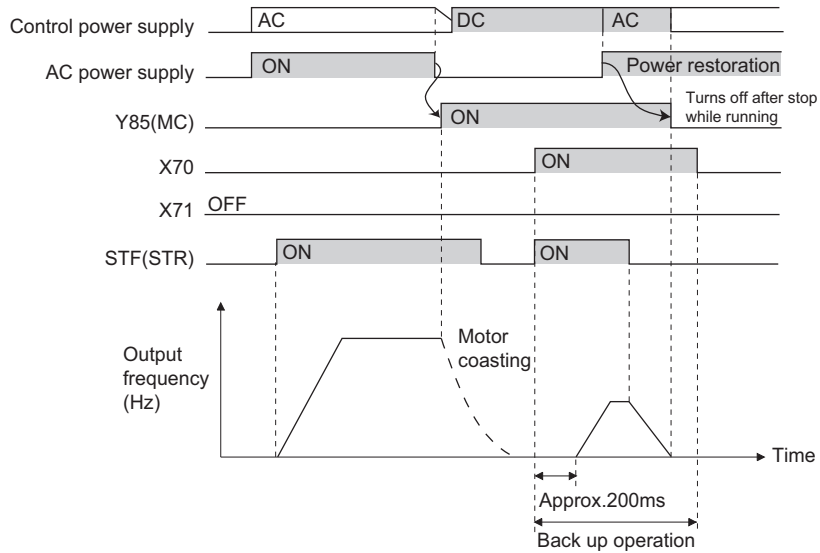 Control power supply
AC
DC
AC
AC power supply
ON
Power restoration
Turns off after stop
while running
Y85(MC)
ON
X70
ON
X71
OFF
STF(STR)
ON
ON
Output
frequency
(Hz)
Motor
coasting
Time
Approx.200ms
Back up operation